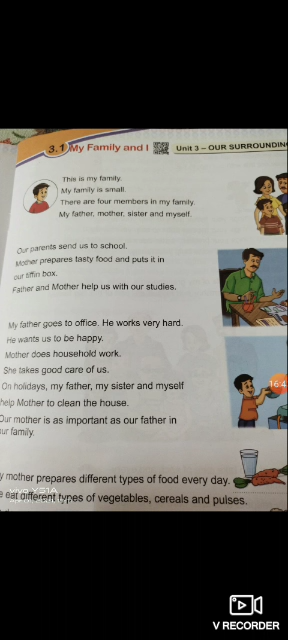 3.1 My Family and I
Unit 3 – OUR SURROUNDIN
This is my family.
My family is small.
There are four members in my family.
My father, mother, sister and myself.
Our parents send us to school.
Mother prepares tasty food and puts it in
our tiffin box.
Father and Mother help us with our studies.
My father goes to office. He works very hard.
He wants us to be happy.
Mother does household work.
She takes good care of us.
On holidays, my father, my sister and myself
help Mother to clean the house.
Our mother is as important as our father in
our family.
y mother prepares different types of food every day.
e eat different types of vegetables, cereals and pulses.
16:4
V RECORDER